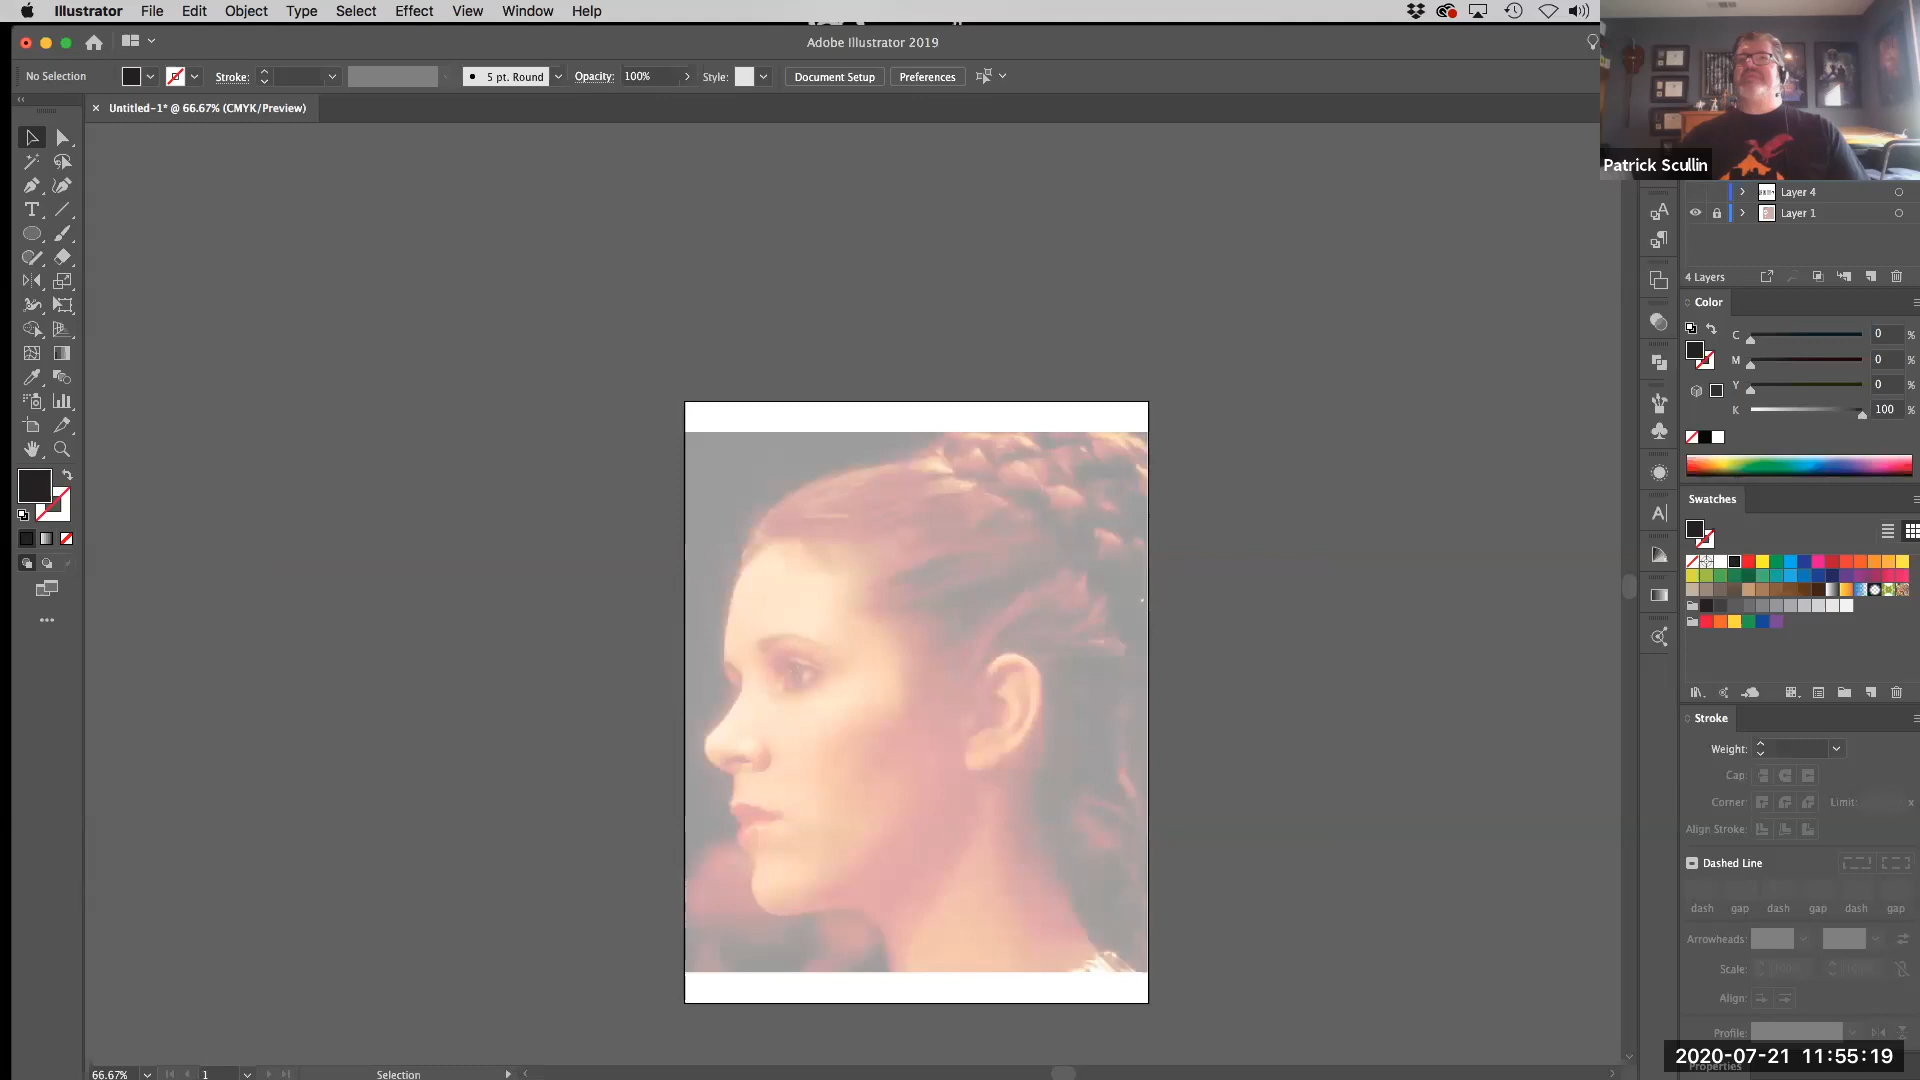 Illustrator File Edit Object Type Select Effect View Window Help
Adobe Illustrator 2019
No Selection Stroke: 5 pt. Round Opacity: 100% Style: Document Setup Preferences
Untitled-1* @ 66.67% (CMYK/Preview)
Patrick Scullin
Layer 4
Layer 1
4 Layers
Color
C 0 %
M 0 %
Y 0 %
K 100 %
Swatches
Stroke
Weight:
Cap:
Corner: Limit: x
Align Stroke:
Dashed Line
dash gap dash gap dash gap
Arrowheads:
Scale:
Align:
Profile:
2020-07-21 11:55:19
Properties
66.67% 1 Selection